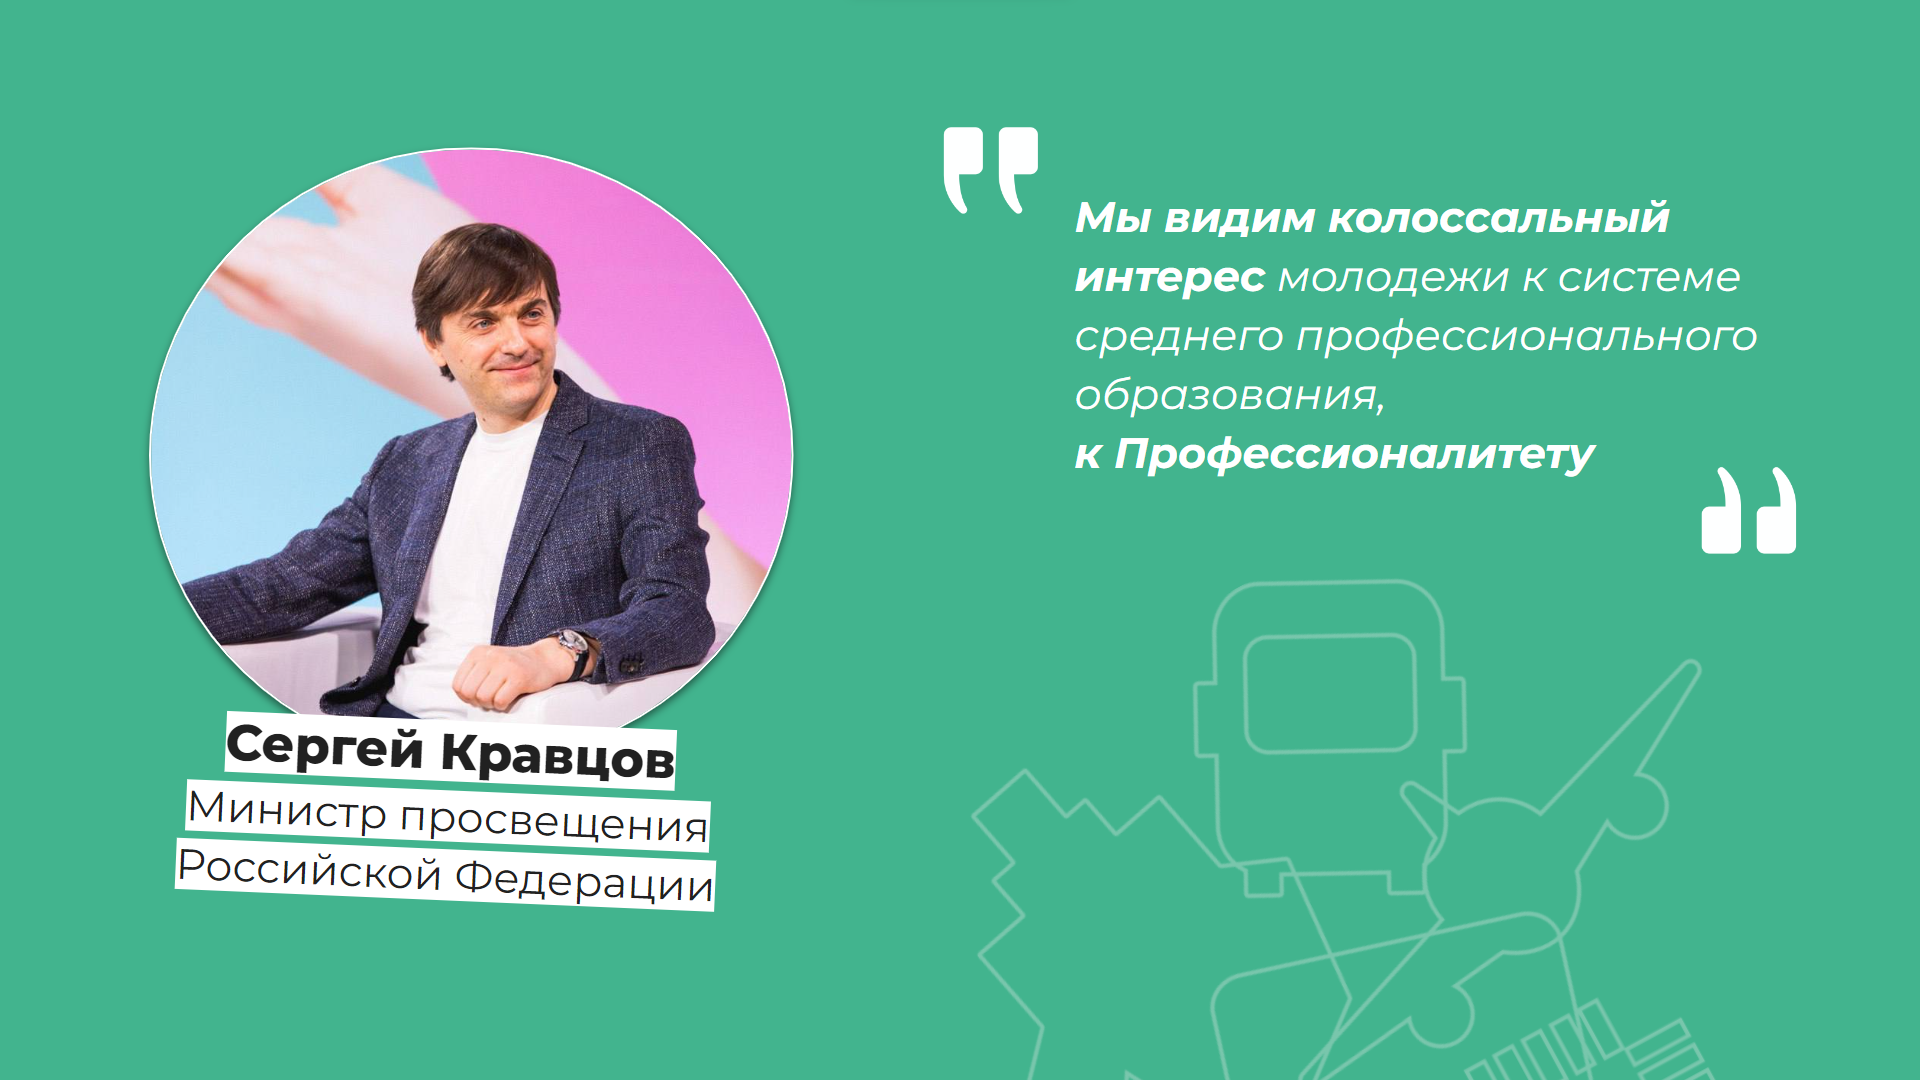 Мы видим колоссальный
интерес молодежи к системе
среднего профессионального
образования,
к Профессионалитету
Сергей Кравцов
Министр просвещения
Российской Федерации